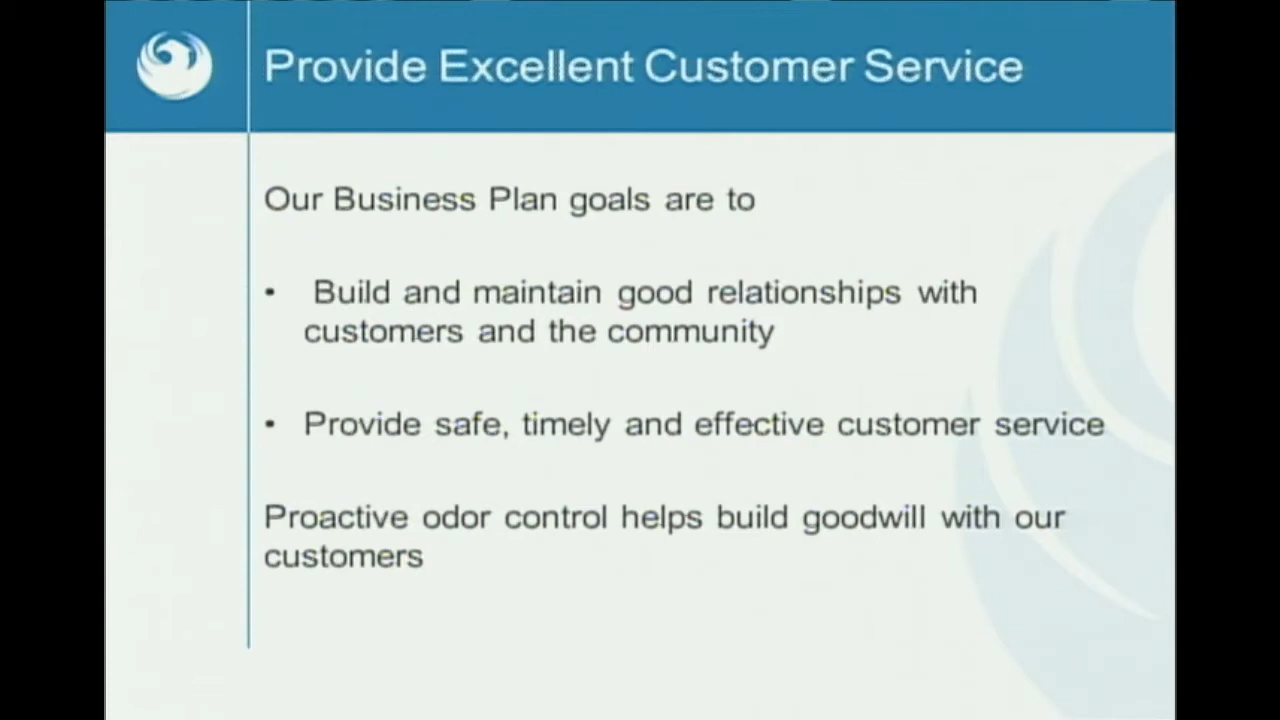 Provide Excellent Customer Service
Our Business Plan goals are to
• Build and maintain good relationships with
customers and the community
• Provide safe, timely and effective customer service
Proactive odor control helps build goodwill with our
customers